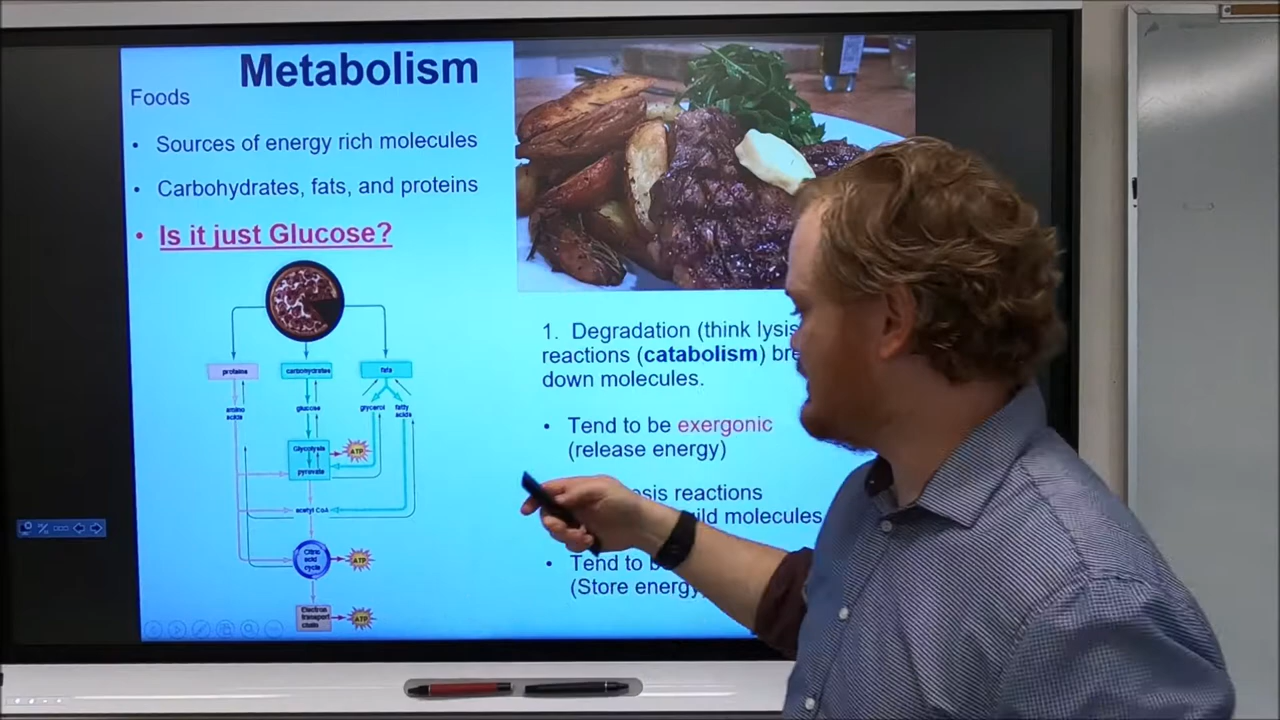 Metabolism
Foods
• Sources of energy rich molecules
• Carbohydrates, fats, and proteins
• Is it just Glucose?
proteins
carbohydrates
fats
amino
acids
glucose
glycerol
fatty
acids
Glycolysis
ATP
pyruvate
acetyl CoA
Citric
acid
cycle
ATP
Electron
transport
chain
ATP
1. Degradation (think lysis
reactions (catabolism)
down molecules.
• Tend to be exergonic
(release energy)
reactions
molecules
• Tend to
(Store energy